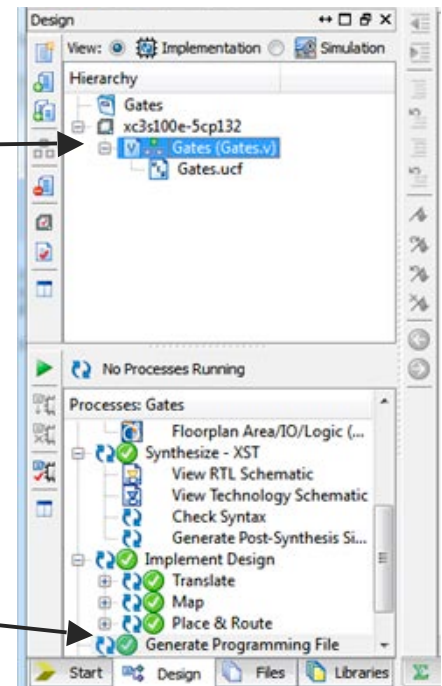 Design
View: Implementation Simulation
Hierarchy
Gates
xc3s100e-5cp132
Gates (Gates.v)
Gates.ucf
No Processes Running
Processes: Gates
Floorplan Area/IO/Logic (...
Synthesize - XST
View RTL Schematic
View Technology Schematic
Check Syntax
Generate Post-Synthesis Si...
Implement Design
Translate
Map
Place & Route
Generate Programming File
Start Design Files Libraries Σ